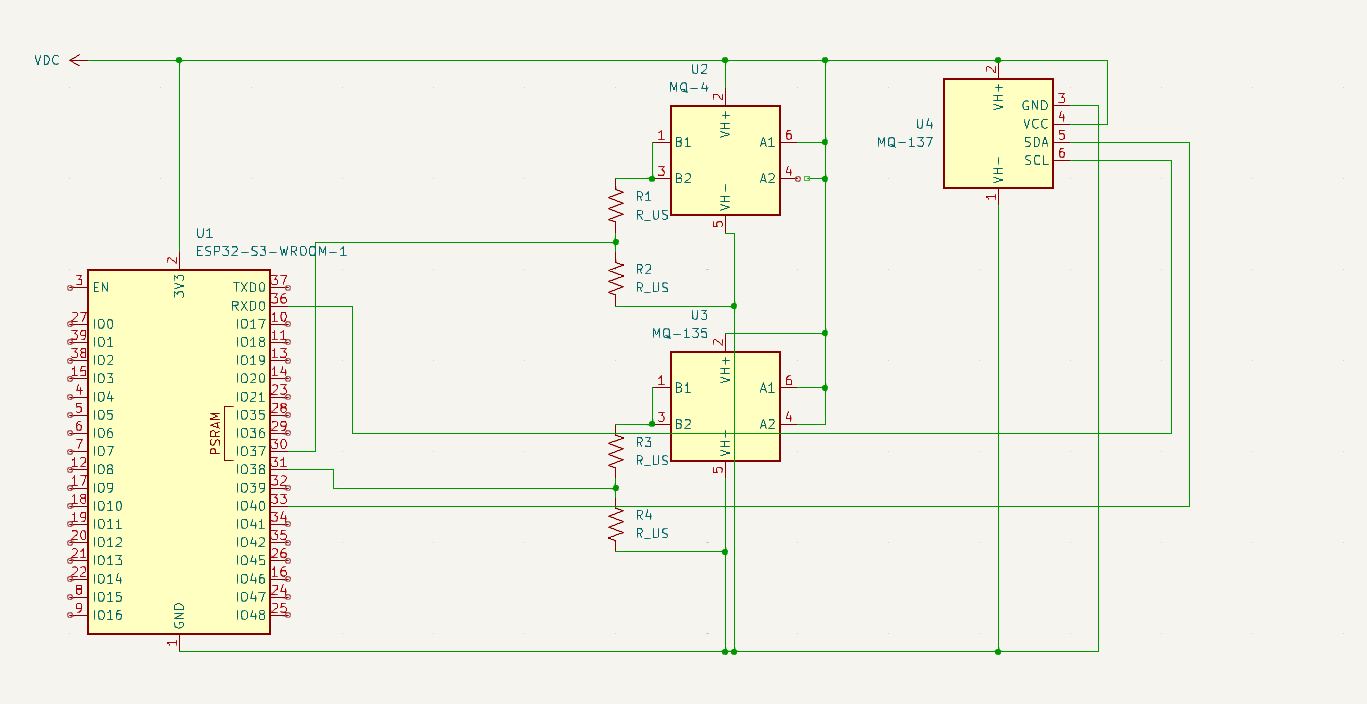 VDC
U1
ESP32-S3-WROOM-1
2
3V3
3
EN
27
IO0
39
IO1
38
IO2
15
IO3
4
IO4
5
IO5
6
IO6
7
IO7
12
IO8
17
IO9
18
IO10
19
IO11
20
IO12
21
IO13
22
IO14
8
IO15
9
IO16
TXD0
37
RXD0
36
IO17
10
IO18
11
IO19
13
IO20
14
IO21
23
IO35
28
IO36
29
IO37
30
IO38
31
IO39
32
IO40
33
IO41
34
IO42
35
IO45
26
IO46
16
IO47
24
IO48
25
PSRAM
GND
1
U2
MQ-4
2
VH+
1
B1
3
B2
A1
6
A2
4
VH-
5
R1
R_US
R2
R_US
U3
MQ-135
2
VH+
1
B1
3
B2
A1
6
A2
4
VH-
5
R3
R_US
R4
R_US
U4
MQ-137
2
VH+
GND
3
VCC
4
SDA
5
SCL
6
VH-
1